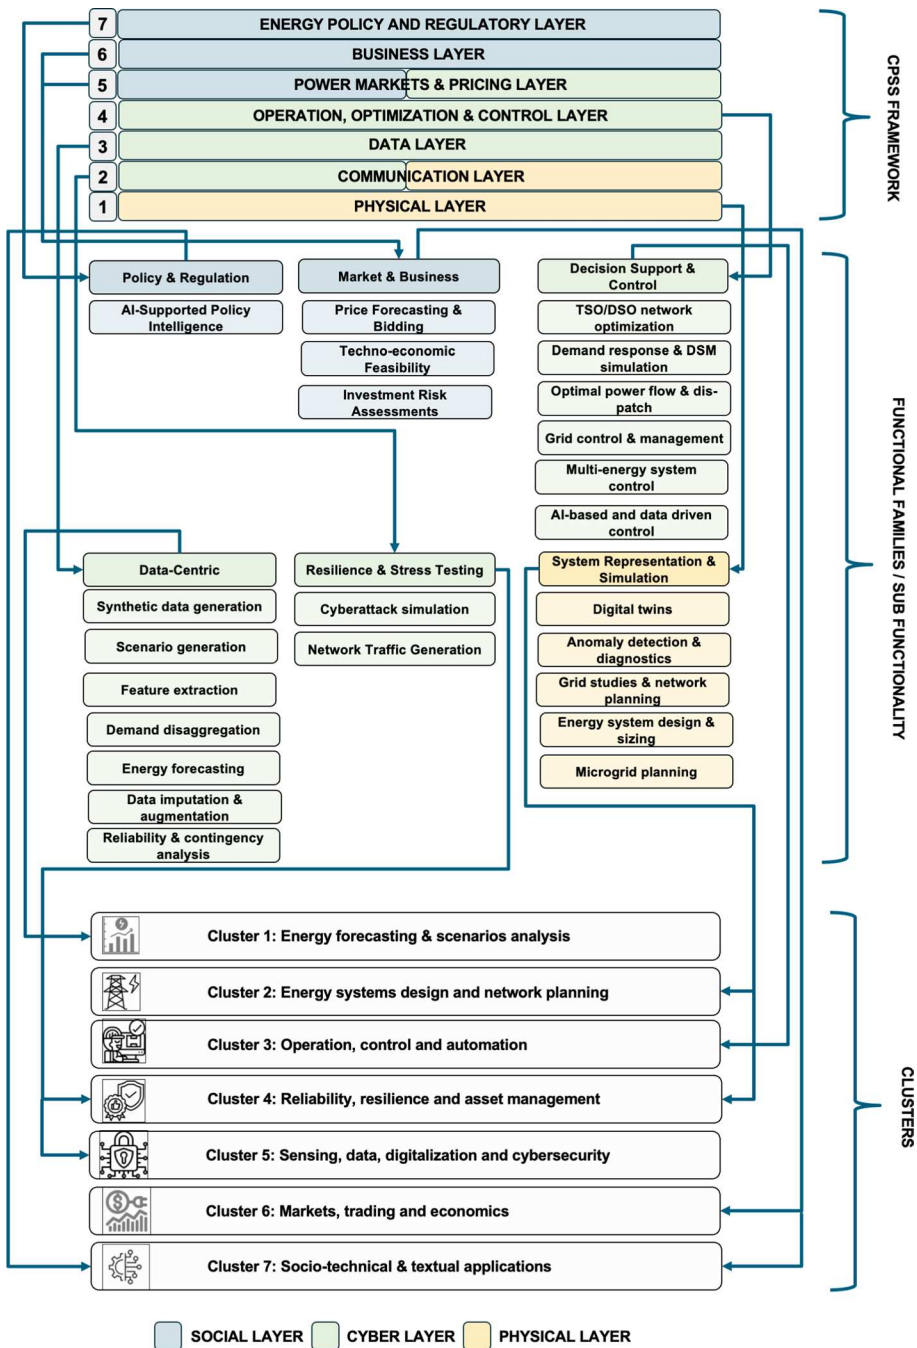 7
ENERGY POLICY AND REGULATORY LAYER
6
BUSINESS LAYER
5
POWER MARKETS & PRICING LAYER
4
OPERATION, OPTIMIZATION & CONTROL LAYER
3
DATA LAYER
2
COMMUNICATION LAYER
1
PHYSICAL LAYER
CPSS FRAMEWORK
Policy & Regulation
AI-Supported Policy
Intelligence
Market & Business
Price Forecasting &
Bidding
Techno-economic
Feasibility
Investment Risk
Assessments
Decision Support &
Control
TSO/DSO network
optimization
Demand response & DSM
simulation
Optimal power flow & dis-
patch
Grid control & management
Multi-energy system
control
AI-based and data driven
control
Data-Centric
Synthetic data generation
Scenario generation
Feature extraction
Demand disaggregation
Energy forecasting
Data imputation &
augmentation
Reliability & contingency
analysis
Resilience & Stress Testing
Cyberattack simulation
Network Traffic Generation
System Representation &
Simulation
Digital twins
Anomaly detection &
diagnostics
Grid studies & network
planning
Energy system design &
sizing
Microgrid planning
FUNCTIONAL FAMILIES / SUB FUNCTIONALITY
Cluster 1: Energy forecasting & scenarios analysis
Cluster 2: Energy systems design and network planning
Cluster 3: Operation, control and automation
Cluster 4: Reliability, resilience and asset management
Cluster 5: Sensing, data, digitalization and cybersecurity
Cluster 6: Markets, trading and economics
Cluster 7: Socio-technical & textual applications
CLUSTERS
SOCIAL LAYER
CYBER LAYER
PHYSICAL LAYER